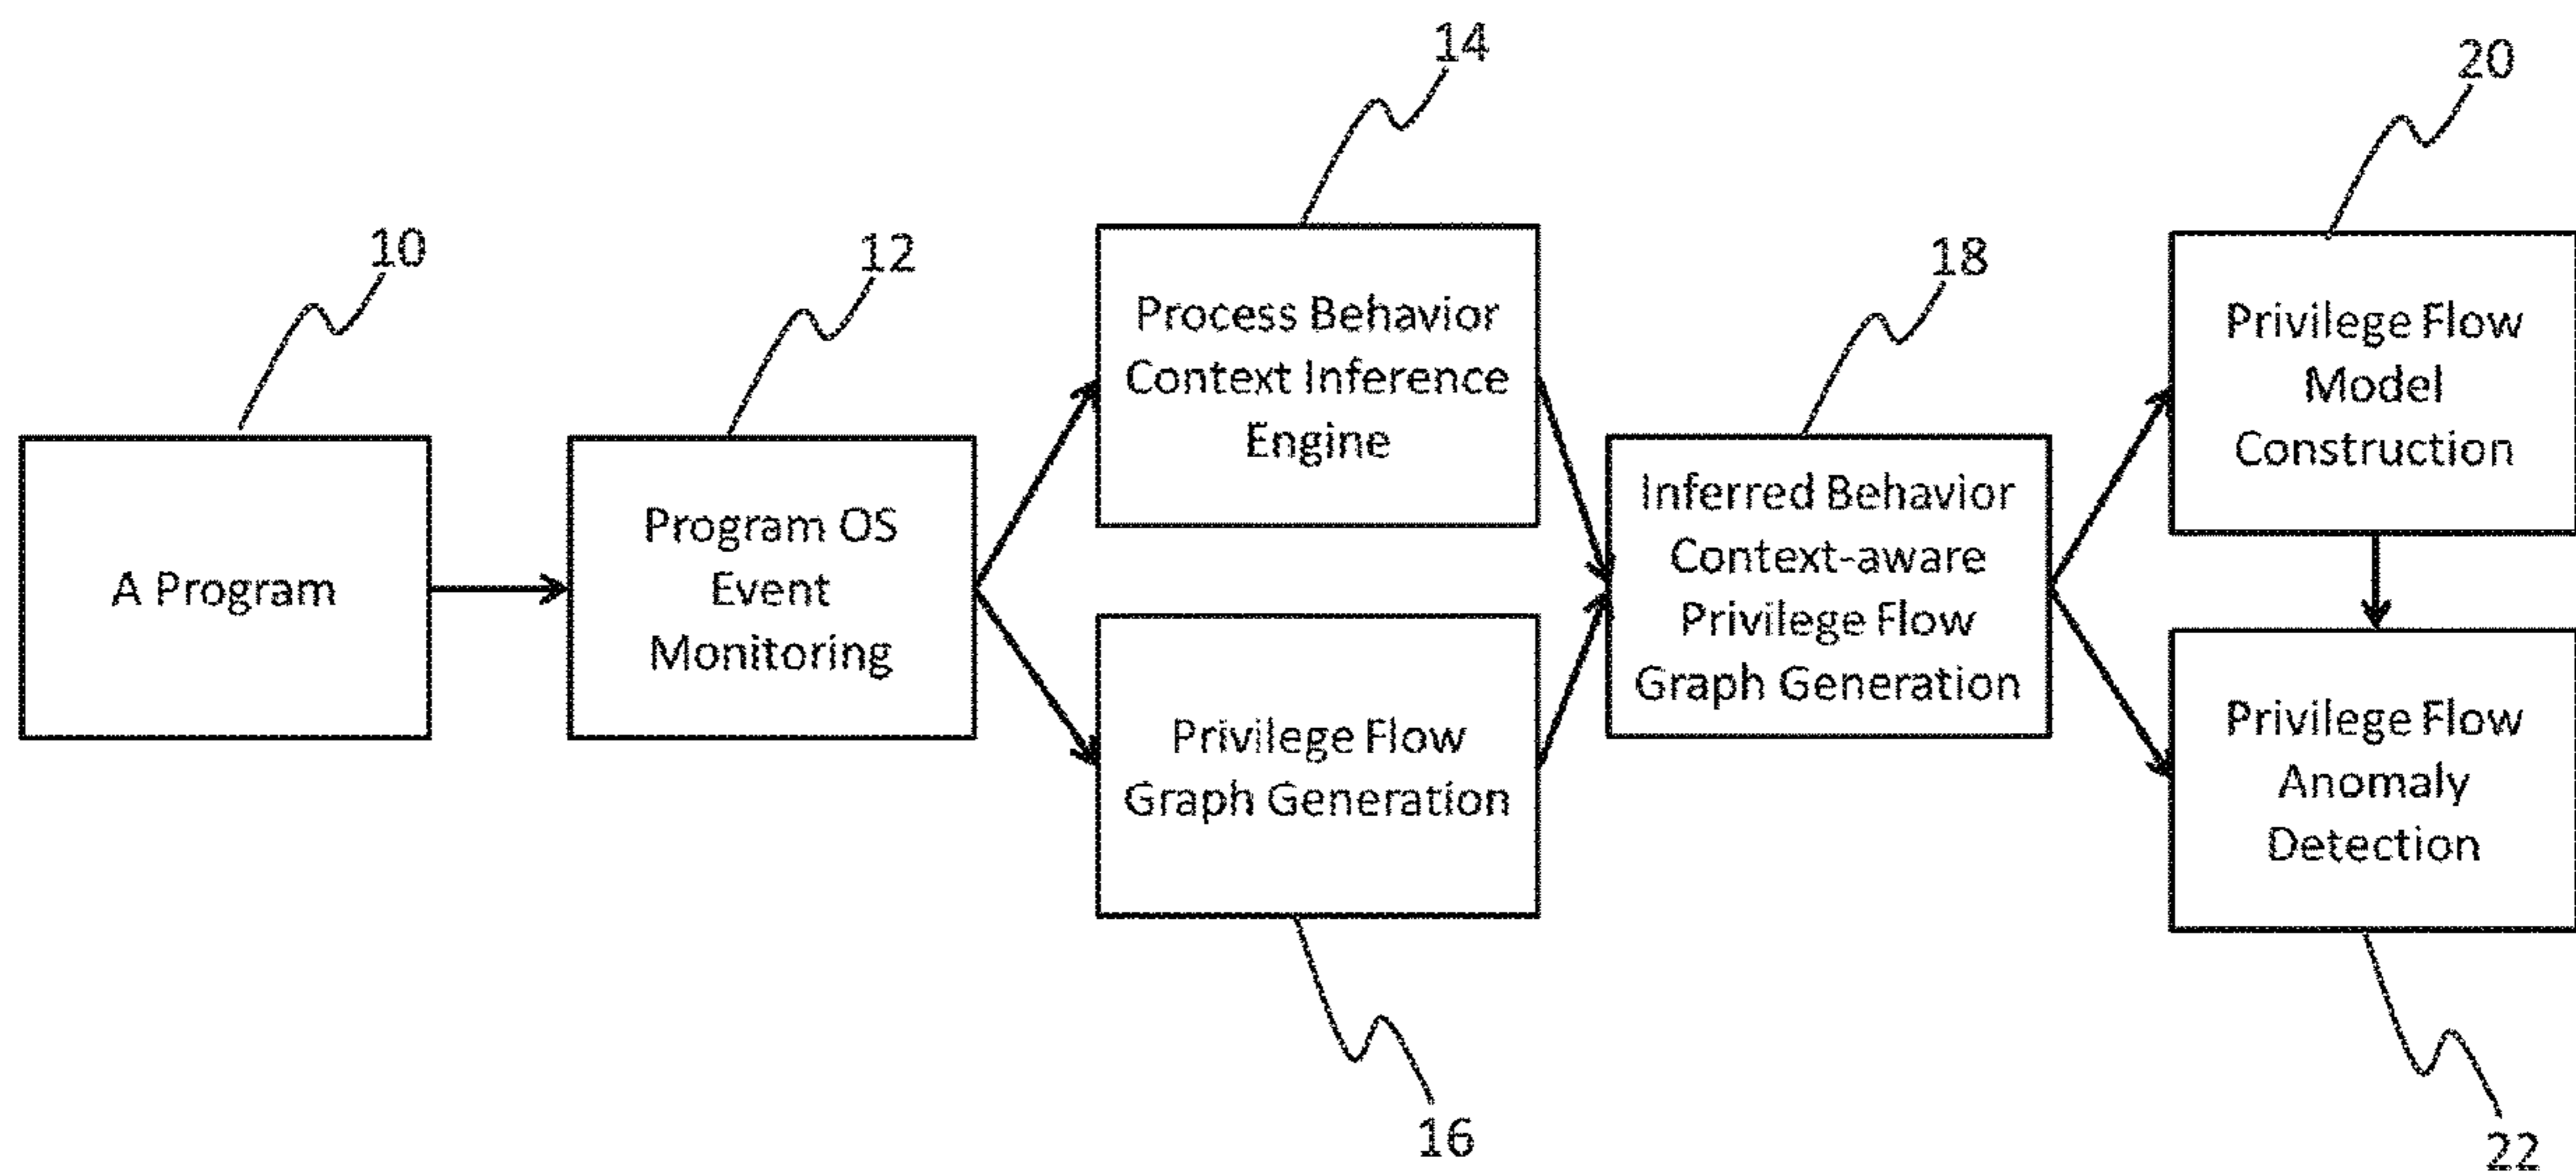 10
A Program
12
Program OS
Event
Monitoring
14
Process Behavior
Context Inference
Engine
Privilege Flow
Graph Generation
16
18
Inferred Behavior
Context-aware
Privilege Flow
Graph Generation
20
Privilege Flow
Model
Construction
Privilege Flow
Anomaly
Detection
22